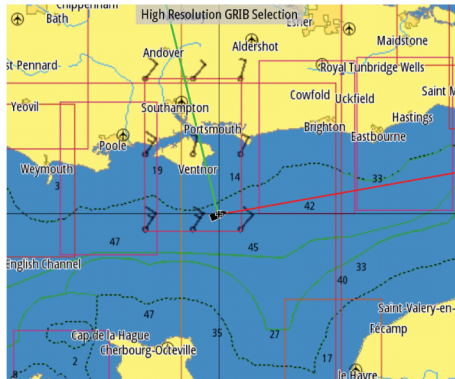 Chippenham
High Resolution GRIB Selection
Esher
Bath
Andover
Aldershot
Maidstone
st Pennard
Royal Tunbridge Wells
Cowfold
Uckfield
Saint M
Yeovil
Southampton
Hastings
Portsmouth
Brighton
Eastbourne
Poole
Weymouth
19
Ventnor
14
33
3
42
47
45
English Channel
33
40
47
Saint-Valery-en-
35
27
Fécamp
Cap de la Hague
Cherbourg-Octeville
2
17
8
le Havre